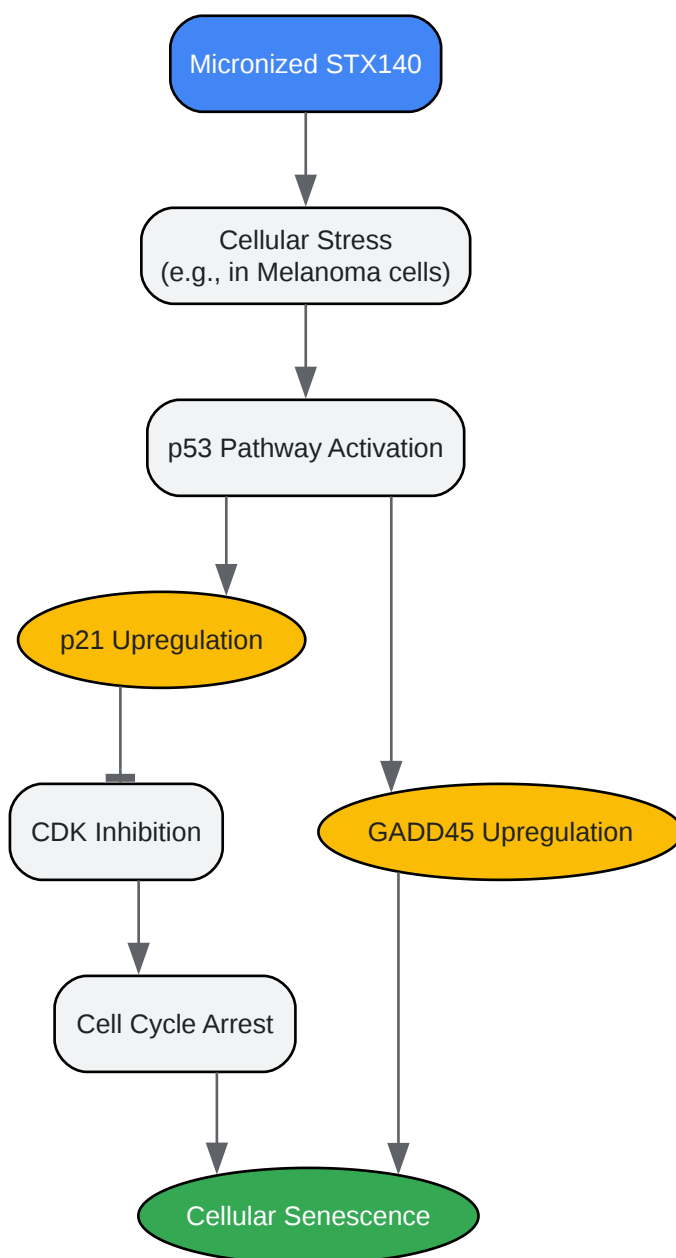 Micronized STX140
Cellular Stress
(e.g., in Melanoma cells)
p53 Pathway Activation
p21 Upregulation
CDK Inhibition
GADD45 Upregulation
Cell Cycle Arrest
Cellular Senescence